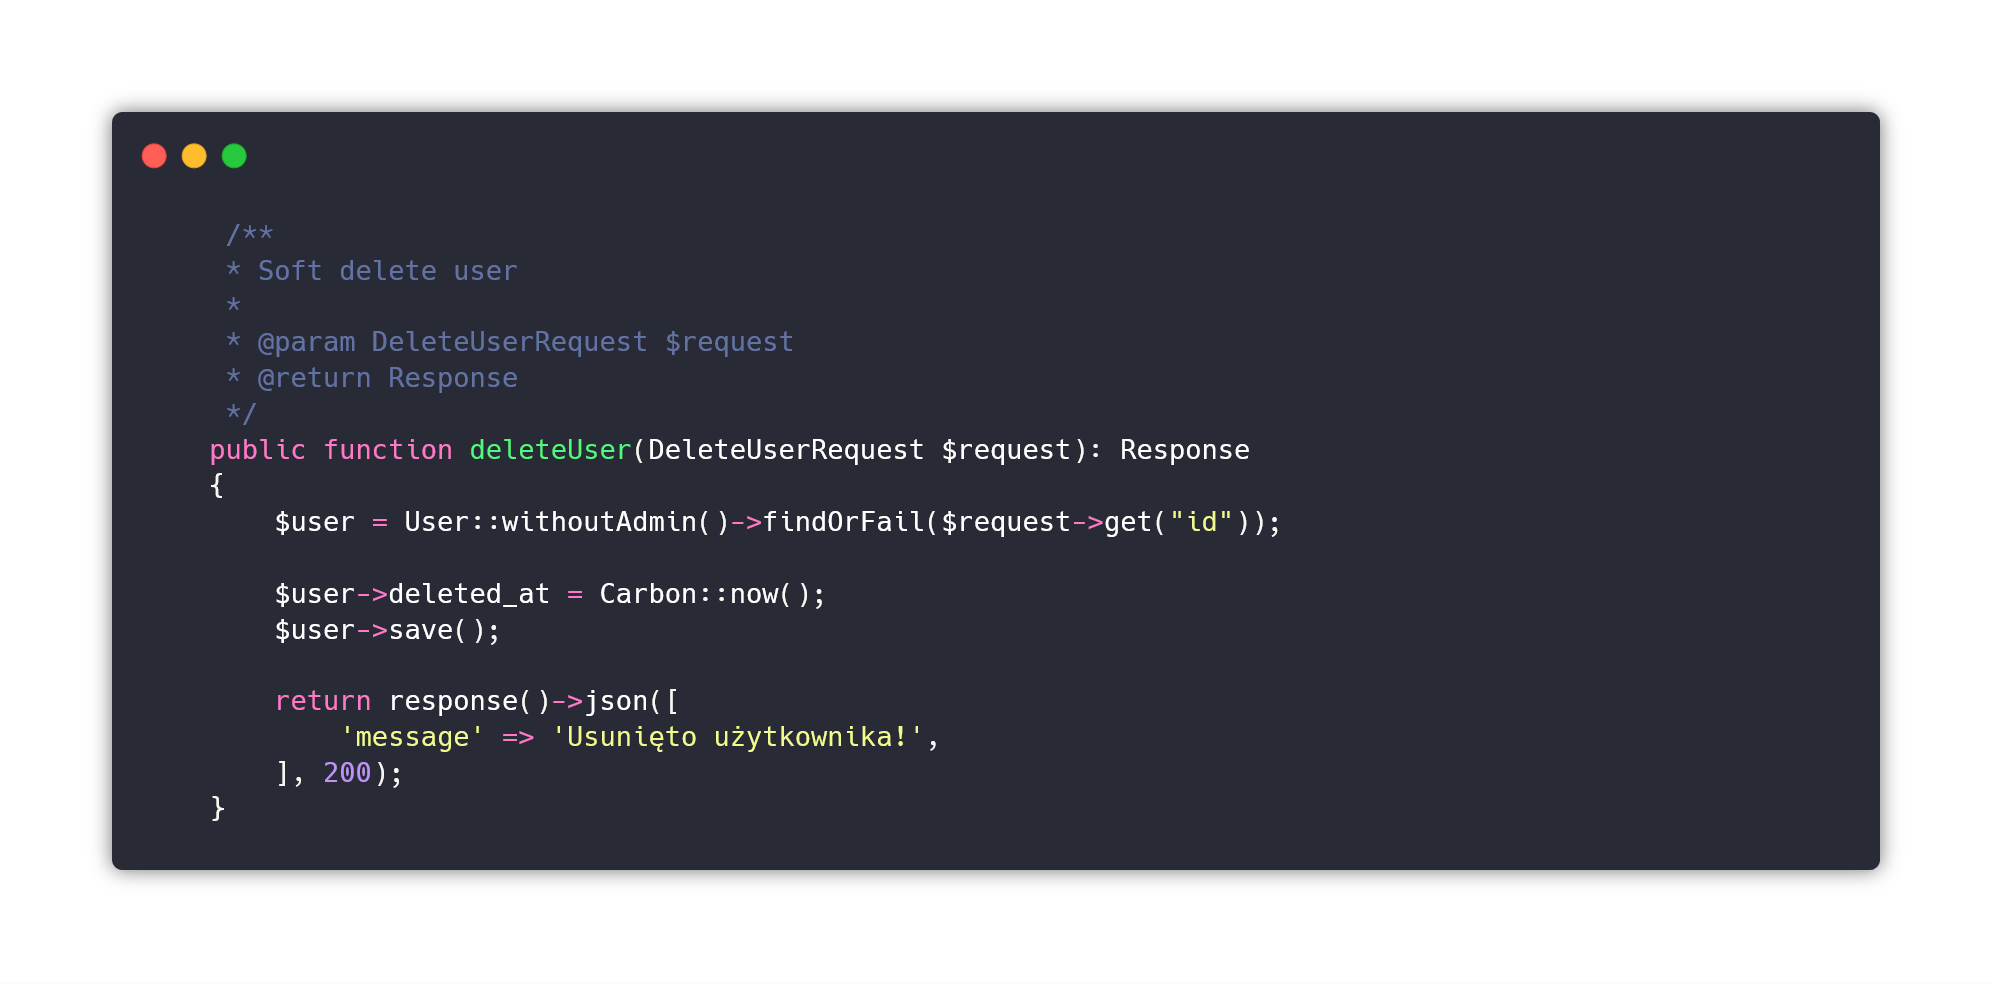 /**
* Soft delete user
*
* @param DeleteUserRequest $request
* @return Response
*/
public function deleteUser(DeleteUserRequest $request): Response
{
$user = User::withoutAdmin()->findOrFail($request->get("id"));
$user->deleted_at = Carbon::now();
$user->save();
return response()->json([
'message' => 'Usunięto użytkownika!',
], 200);
}